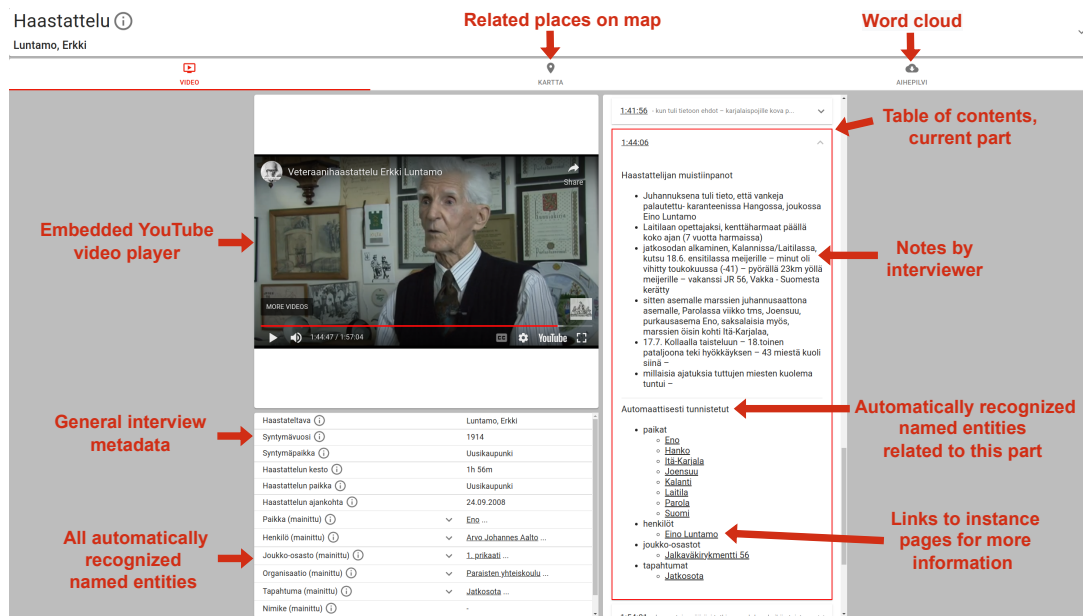 Haastattelu
Luntamo, Erkki
Related places on map
Word cloud
VIDEO
KARTTA
AIHEPILVI
Embedded YouTube
video player
Veteraanihaastattelu Erkki Luntamo
Share
MORE VIDEOS
1:44:47 / 1:57:04
CC
YouTube
General interview
metadata
All automatically
recognized
named entities
Haastateltava Luntamo, Erkki
Syntymävuosi 1914
Syntymäpaikka Uusikaupunki
Haastattelun kesto 1h 56m
Haastattelun paikka Uusikaupunki
Haastattelun ajankohta 24.09.2008
Paikka (mainittu) Eno ...
Henkilö (mainittu) Arvo Johannes Aalto ...
Joukko-osasto (mainittu) 1. prikaati ...
Organisaatio (mainittu) Paraisten yhteiskoulu ...
Tapahtuma (mainittu) Jatkosota ...
Nimike (mainittu) -
1:41:56 - kun tuli tietoon ehdot – karjalaispojille kova p...
1:44:06
Haastattelijan muistiinpanot
• Juhannuksena tuli tieto, että vankeja
palautettu- karanteenissa Hangossa, joukossa
Eino Luntamo
• Laitilaan opettajaksi, kenttäharmaat päällä
koko ajan (7 vuotta harmaissa)
• jatkosodan alkaminen, Kalannissa/Laitilassa,
kutsu 18.6. ensitilassa meijerille – minut oli
vihitty toukokuussa (-41) – pyörällä 23km yöllä
meijerille – vakanssi JR 56, Vakka - Suomesta
kerätty
• sitten asemalle marssien juhannusaattona
asemalle, Parolassa viikko tms, Joensuu,
purkausasema Eno, saksalaisia myös,
marssien öisin kohti Itä-Karjalaa,
• 17.7. Kollaalla taisteluun – 18.toinen
pataljoona teki hyökkäyksen – 43 miestä kuoli
siinä –
• millaisia ajatuksia tuttujen miesten kuolema
tuntui –
Automaattisesti tunnistetut
• paikat
Eno
Hanko
Itä-Karjala
Joensuu
Kalanti
Laitila
Parola
Suomi
• henkilöt
Eino Luntamo
• joukko-osastot
Jalkaväkirykmentti 56
• tapahtumat
Jatkosota
Table of contents,
current part
Notes by
interviewer
Automatically recognized
named entities
related to this part
Links to instance
pages for more
information